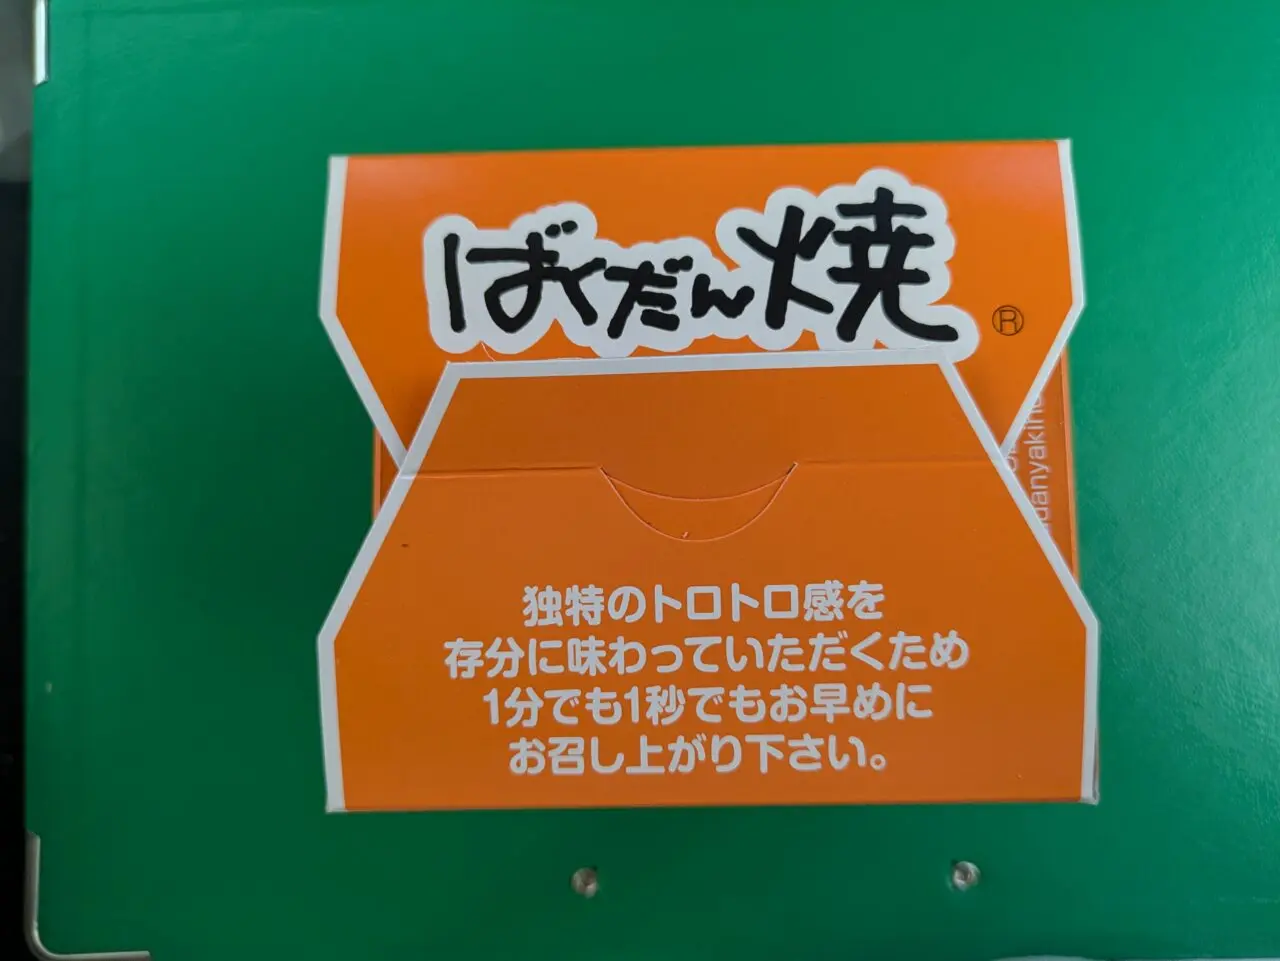 ばくだん焼
®
独特のトロトロ感を
存分に味わっていただくため
1分でも1秒でもお早めに
お召し上がり下さい。